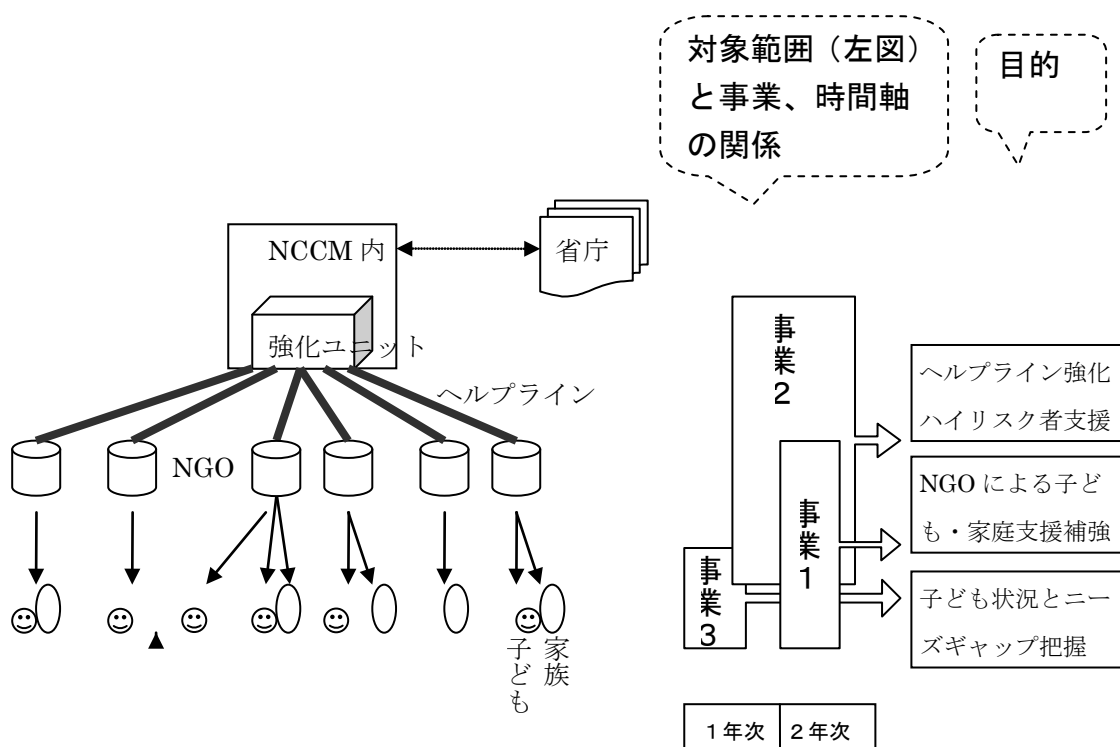 対象範囲（左図）
と事業、時間軸
の関係
目的
NCCM 内
省庁
強化ユニット
ヘルプライン
NGO
子ども
家族
事業2
事業1
事業3
ヘルプライン強化
ハイリスク者支援
NGO による子ど
も・家庭支援補強
子ども状況とニー
ズギャップ把握
1年次
2年次